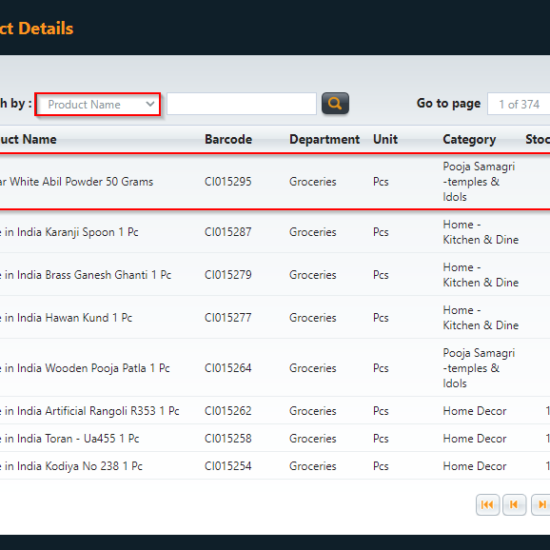 ct Details
h by : Product Name Go to page 1 of 374
uct Name Barcode Department Unit Category Stoc
ar White Abil Powder 50 Grams CI015295 Groceries Pcs Pooja Samagri
-temples &
Idols
e in India Karanji Spoon 1 Pc CI015287 Groceries Pcs Home -
Kitchen & Dine
e in India Brass Ganesh Ghanti 1 Pc CI015279 Groceries Pcs Home -
Kitchen & Dine
e in India Hawan Kund 1 Pc CI015277 Groceries Pcs Home -
Kitchen & Dine
e in India Wooden Pooja Patla 1 Pc CI015264 Groceries Pcs Pooja Samagri
-temples &
Idols
e in India Artificial Rangoli R353 1 Pc CI015262 Groceries Pcs Home Decor 1
e in India Toran - Ua455 1 Pc CI015258 Groceries Pcs Home Decor 1
e in India Kodiya No 238 1 Pc CI015254 Groceries Pcs Home Decor 1